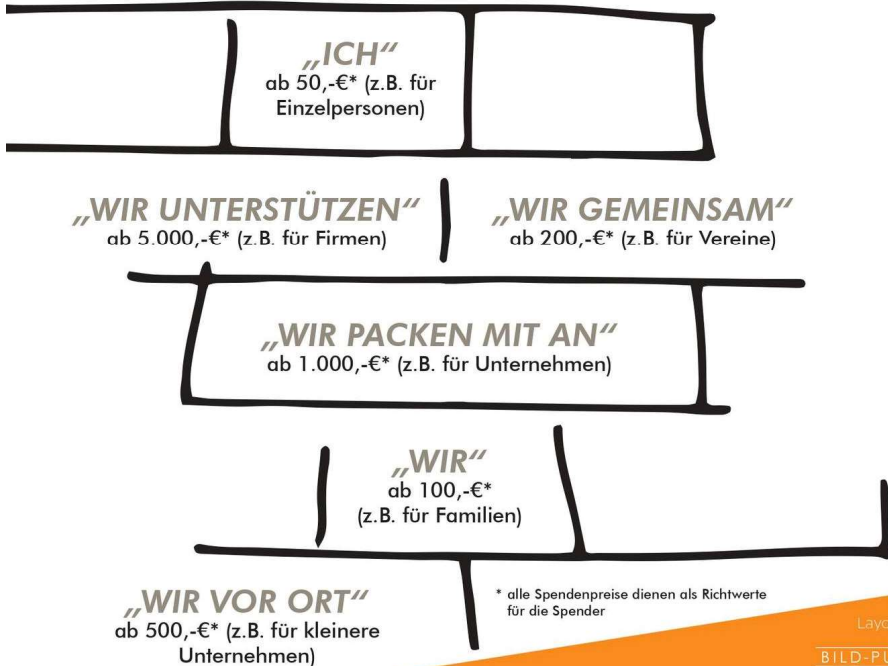 „ICH“
ab 50,-€* (z.B. für
Einzelpersonen)
„WIR UNTERSTÜTZEN“
ab 5.000,-€* (z.B. für Firmen)
„WIR GEMEINSAM“
ab 200,-€* (z.B. für Vereine)
„WIR PACKEN MIT AN“
ab 1.000,-€* (z.B. für Unternehmen)
„WIR“
ab 100,-€*
(z.B. für Familien)
„WIR VOR ORT“
ab 500,-€* (z.B. für kleinere
Unternehmen)
* alle Spendenpreise dienen als Richtwerte
für die Spender